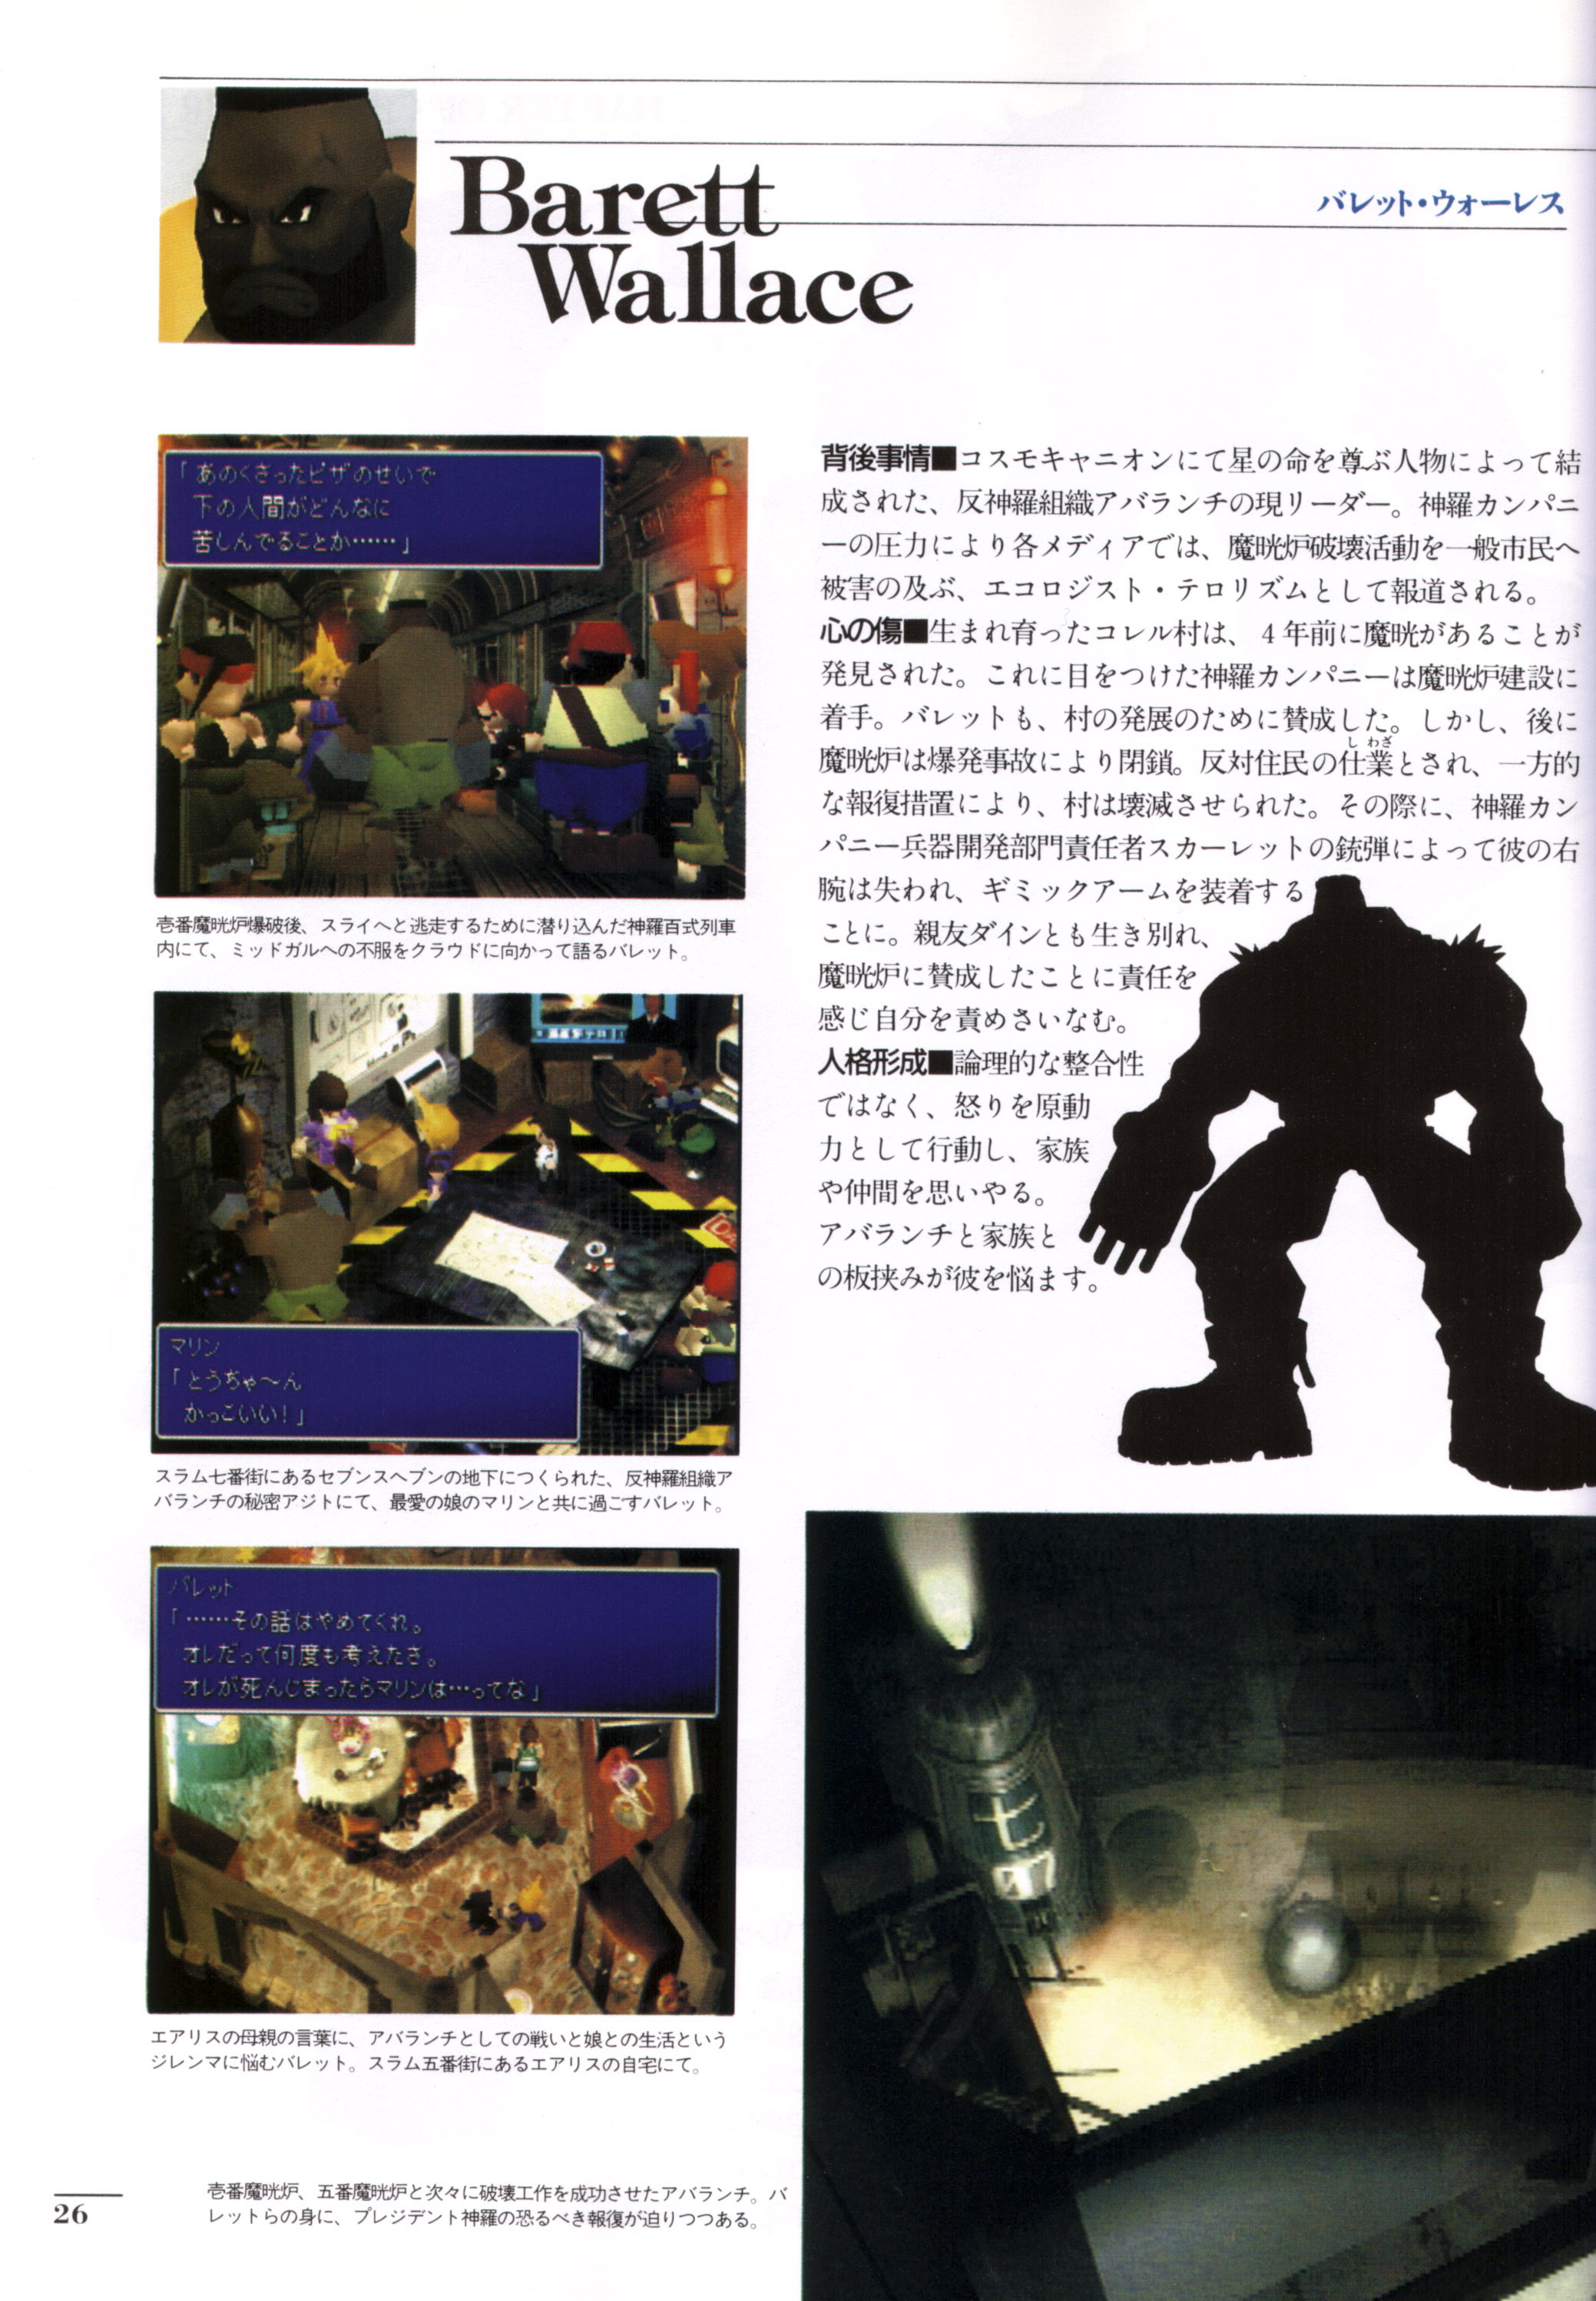 Barett
Wallace
バレット・ウォーレス
「あのくさったピザのせいで
下の人間がどんなに
苦しんでることか……」
壱番魔晄炉爆破後、スライへと逃走するために潜り込んだ神羅百式列車
内にて、ミッドガルへの不服をクラウドに向かって語るバレット。
マリン
「とうちゃ〜ん
かっこいい！」
スラム七番街にあるセブンスヘブンの地下につくられた、反神羅組織ア
バランチの秘密アジトにて、最愛の娘のマリンと共に過ごすバレット。
バレット
「……その話はやめてくれ。
オレだって何度も考えたさ。
オレが死んじまったらマリンは…ってな」
エアリスの母親の言葉に、アバランチとしての戦いと娘との生活という
ジレンマに悩むバレット。スラム五番街にあるエアリスの自宅にて。
背後事情■コスモキャニオンにて星の命を尊ぶ人物によって結
成された、反神羅組織アバランチの現リーダー。神羅カンパニ
ーの圧力により各メディアでは、魔晄炉破壊活動を一般市民へ
被害の及ぶ、エコロジスト・テロリズムとして報道される。
心の傷■生まれ育ったコレル村は、4年前に魔晄があることが
発見された。これに目をつけた神羅カンパニーは魔晄炉建設に
着手。バレットも、村の発展のために賛成した。しかし、後に
魔晄炉は爆発事故により閉鎖。反対住民の仕業とされ、一方的
な報復措置により、村は壊滅させられた。その際に、神羅カン
パニー兵器開発部門責任者スカーレットの銃弾によって彼の右
腕は失われ、ギミックアームを装着する
ことに。親友ダインとも生き別れ、
魔晄炉に賛成したことに責任を
感じ自分を責めさいなむ。
人格形成■論理的な整合性
ではなく、怒りを原動
力として行動し、家族
や仲間を思いやる。
アバランチと家族と
の板挟みが彼を悩ます。
壱番魔晄炉、五番魔晄炉と次々に破壊工作を成功させたアバランチ。バ
レットらの身に、プレジデント神羅の恐るべき報復が迫りつつある。
26